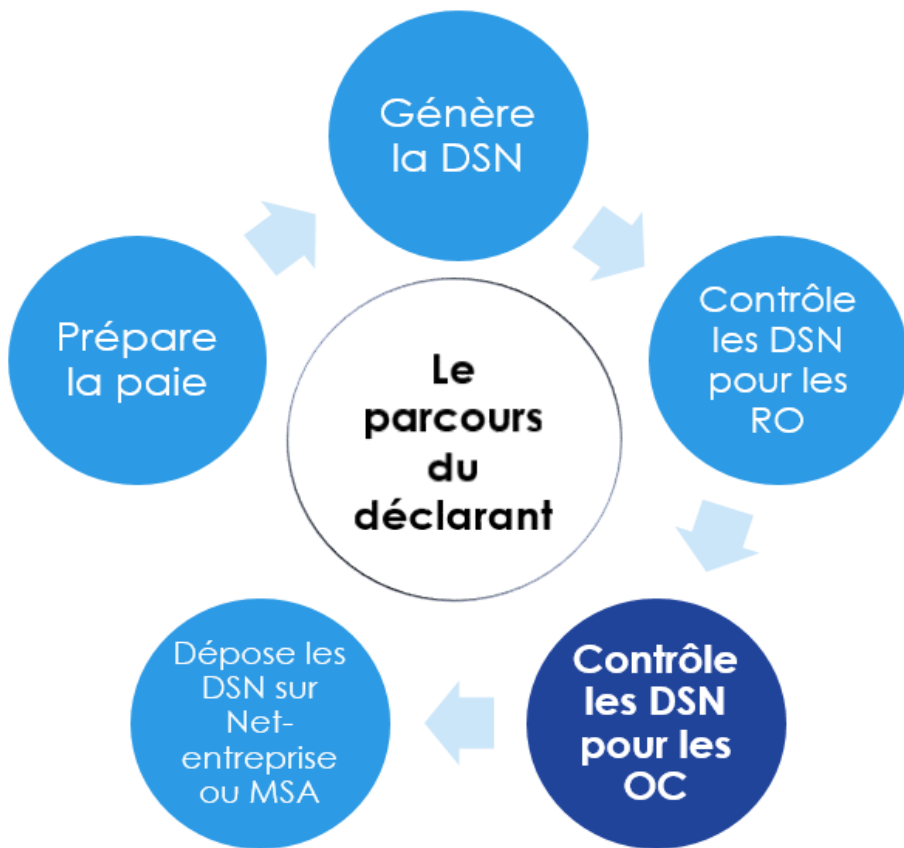 Génère
la DSN
Prépare
la paie
Contrôle
les DSN
pour les
RO
Le
parcours
du
déclarant
Dépose les
DSN sur
Net-
entreprise
ou MSA
Contrôle
les DSN
pour les
OC